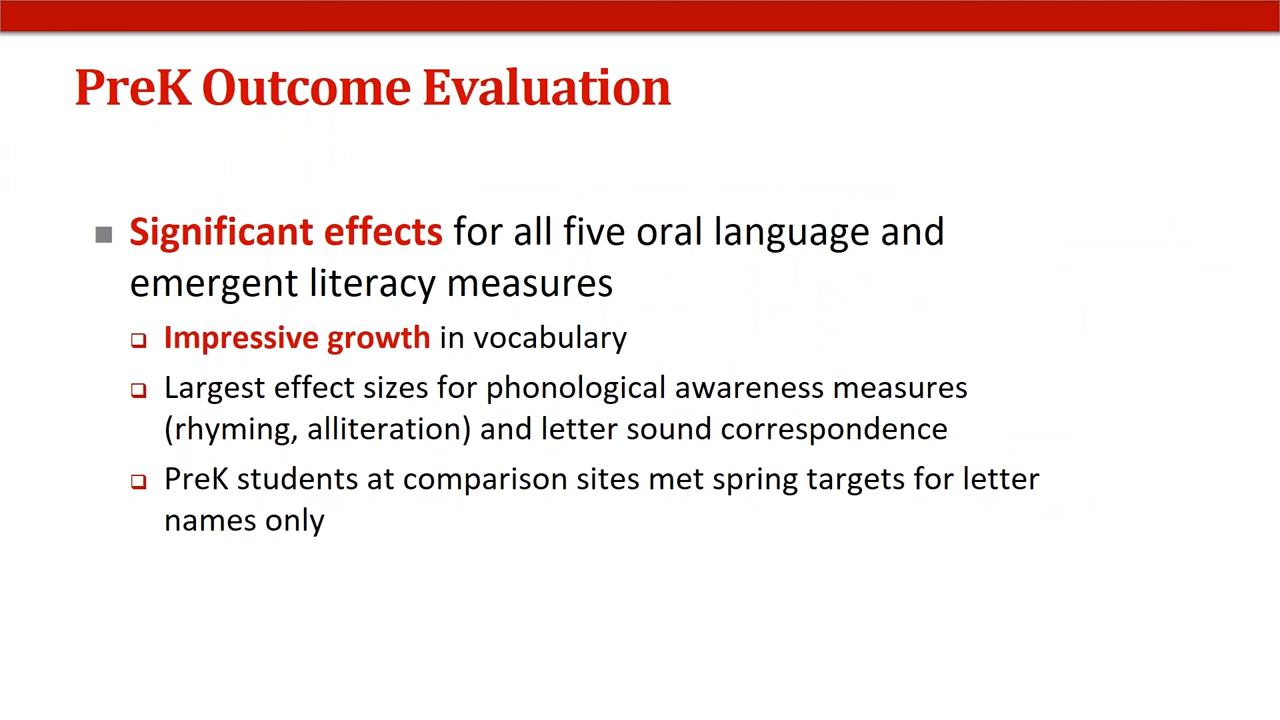 PreK Outcome Evaluation
Significant effects for all five oral language and
emergent literacy measures
Impressive growth in vocabulary
Largest effect sizes for phonological awareness measures
(rhyming, alliteration) and letter sound correspondence
PreK students at comparison sites met spring targets for letter
names only